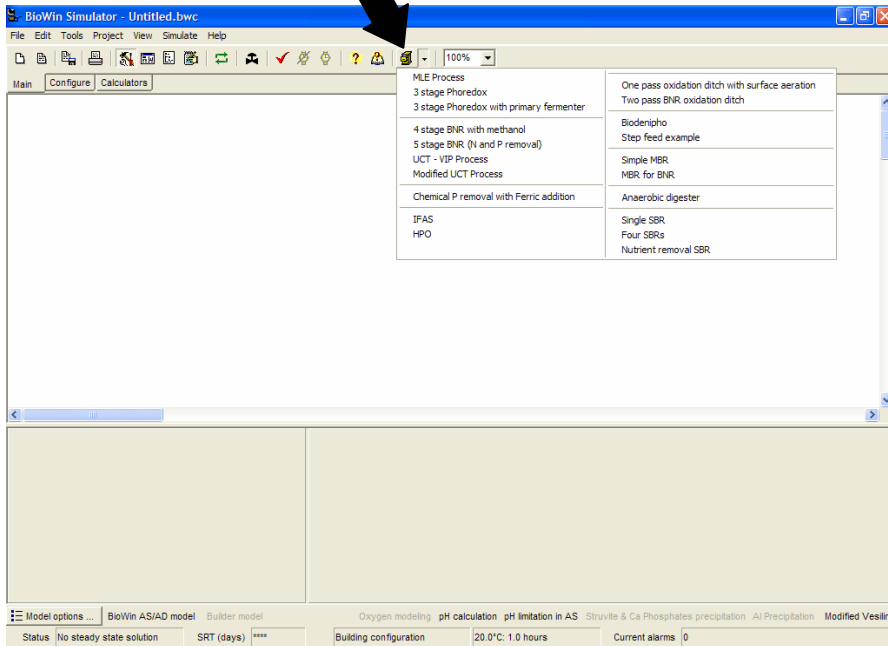 BioWin Simulator - Untitled.bwc
File Edit Tools Project View Simulate Help
100%
Main Configure Calculators
MLE Process
3 stage Phoredox
3 stage Phoredox with primary fermenter
4 stage BNR with methanol
5 stage BNR (N and P removal)
UCT - VIP Process
Modified UCT Process
Chemical P removal with Ferric addition
IFAS
HPO
One pass oxidation ditch with surface aeration
Two pass BNR oxidation ditch
Biodenipho
Step feed example
Simple MBR
MBR for BNR
Anaerobic digester
Single SBR
Four SBRs
Nutrient removal SBR
Model options ... BioWin AS/AD model Builder model Oxygen modeling pH calculation pH limitation in AS Struvite & Ca Phosphates precipitation Al Precipitation Modified Vesilin
Status No steady state solution SRT (days) **** Building configuration 20.0°C: 1.0 hours Current alarms 0